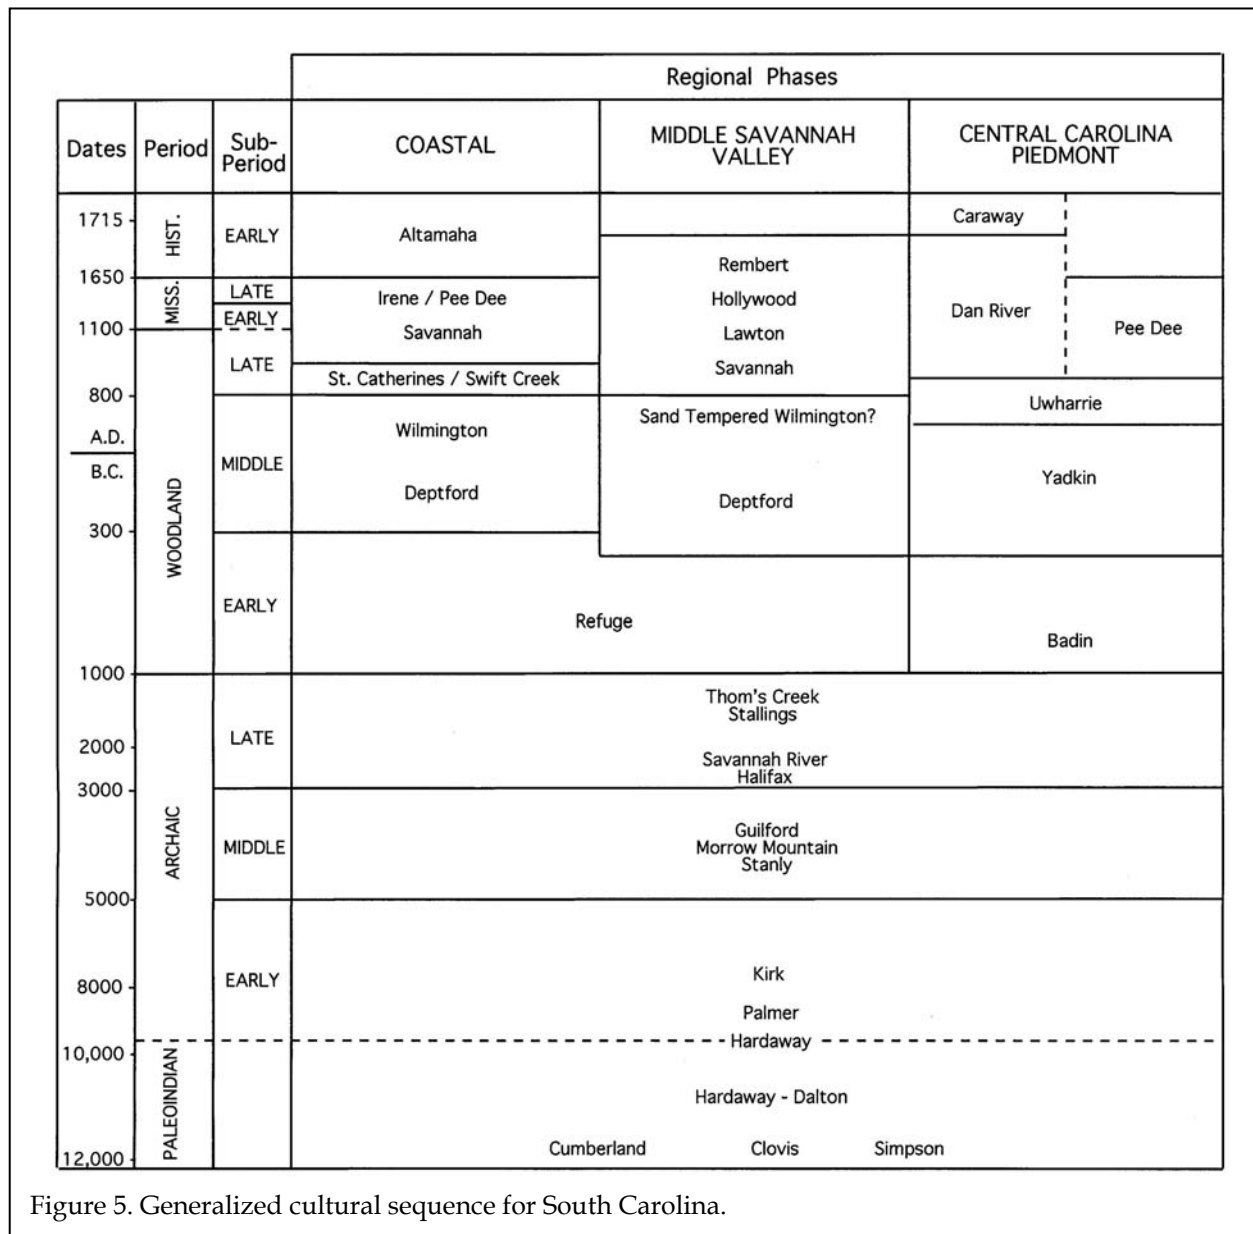 Regional Phases
Dates
Period
Sub-
Period
COASTAL
MIDDLE SAVANNAH
VALLEY
CENTRAL CAROLINA
PIEDMONT
1715
HIST.
EARLY
Altamaha
Caraway
1650
MISS.
LATE
EARLY
Irene / Pee Dee
Savannah
Rembert
Hollywood
Lawton
Savannah
Dan River
Pee Dee
1100
WOODLAND
LATE
St. Catherines / Swift Creek
800
Uwharrie
A.D.
B.C.
MIDDLE
Wilmington
Deptford
Sand Tempered Wilmington?
Deptford
Yadkin
300
EARLY
Refuge
Badin
1000
ARCHAIC
LATE
Thom's Creek
Stallings
2000
Savannah River
Halifax
3000
MIDDLE
Guilford
Morrow Mountain
Stanly
5000
EARLY
Kirk
8000
Palmer
Hardaway
10,000
PALEOINDIAN
Hardaway - Dalton
Cumberland Clovis Simpson
12,000
Figure 5. Generalized cultural sequence for South Carolina.